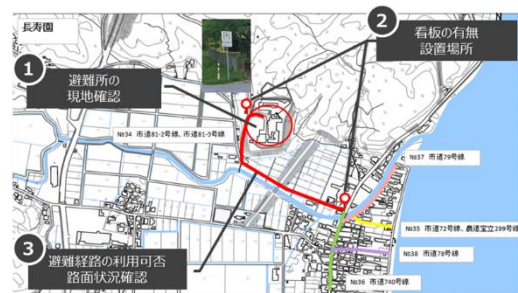 長寿園
1
避難所の
現地確認
2
看板の有無
設置場所
№34 市道81-2号線、市道81-3号線
№37 市道79号線
№35 市道72号線、農道宝立299号線
№38 市道78号線
№36 市道740号線
3
避難経路の利用可否
路面状況確認